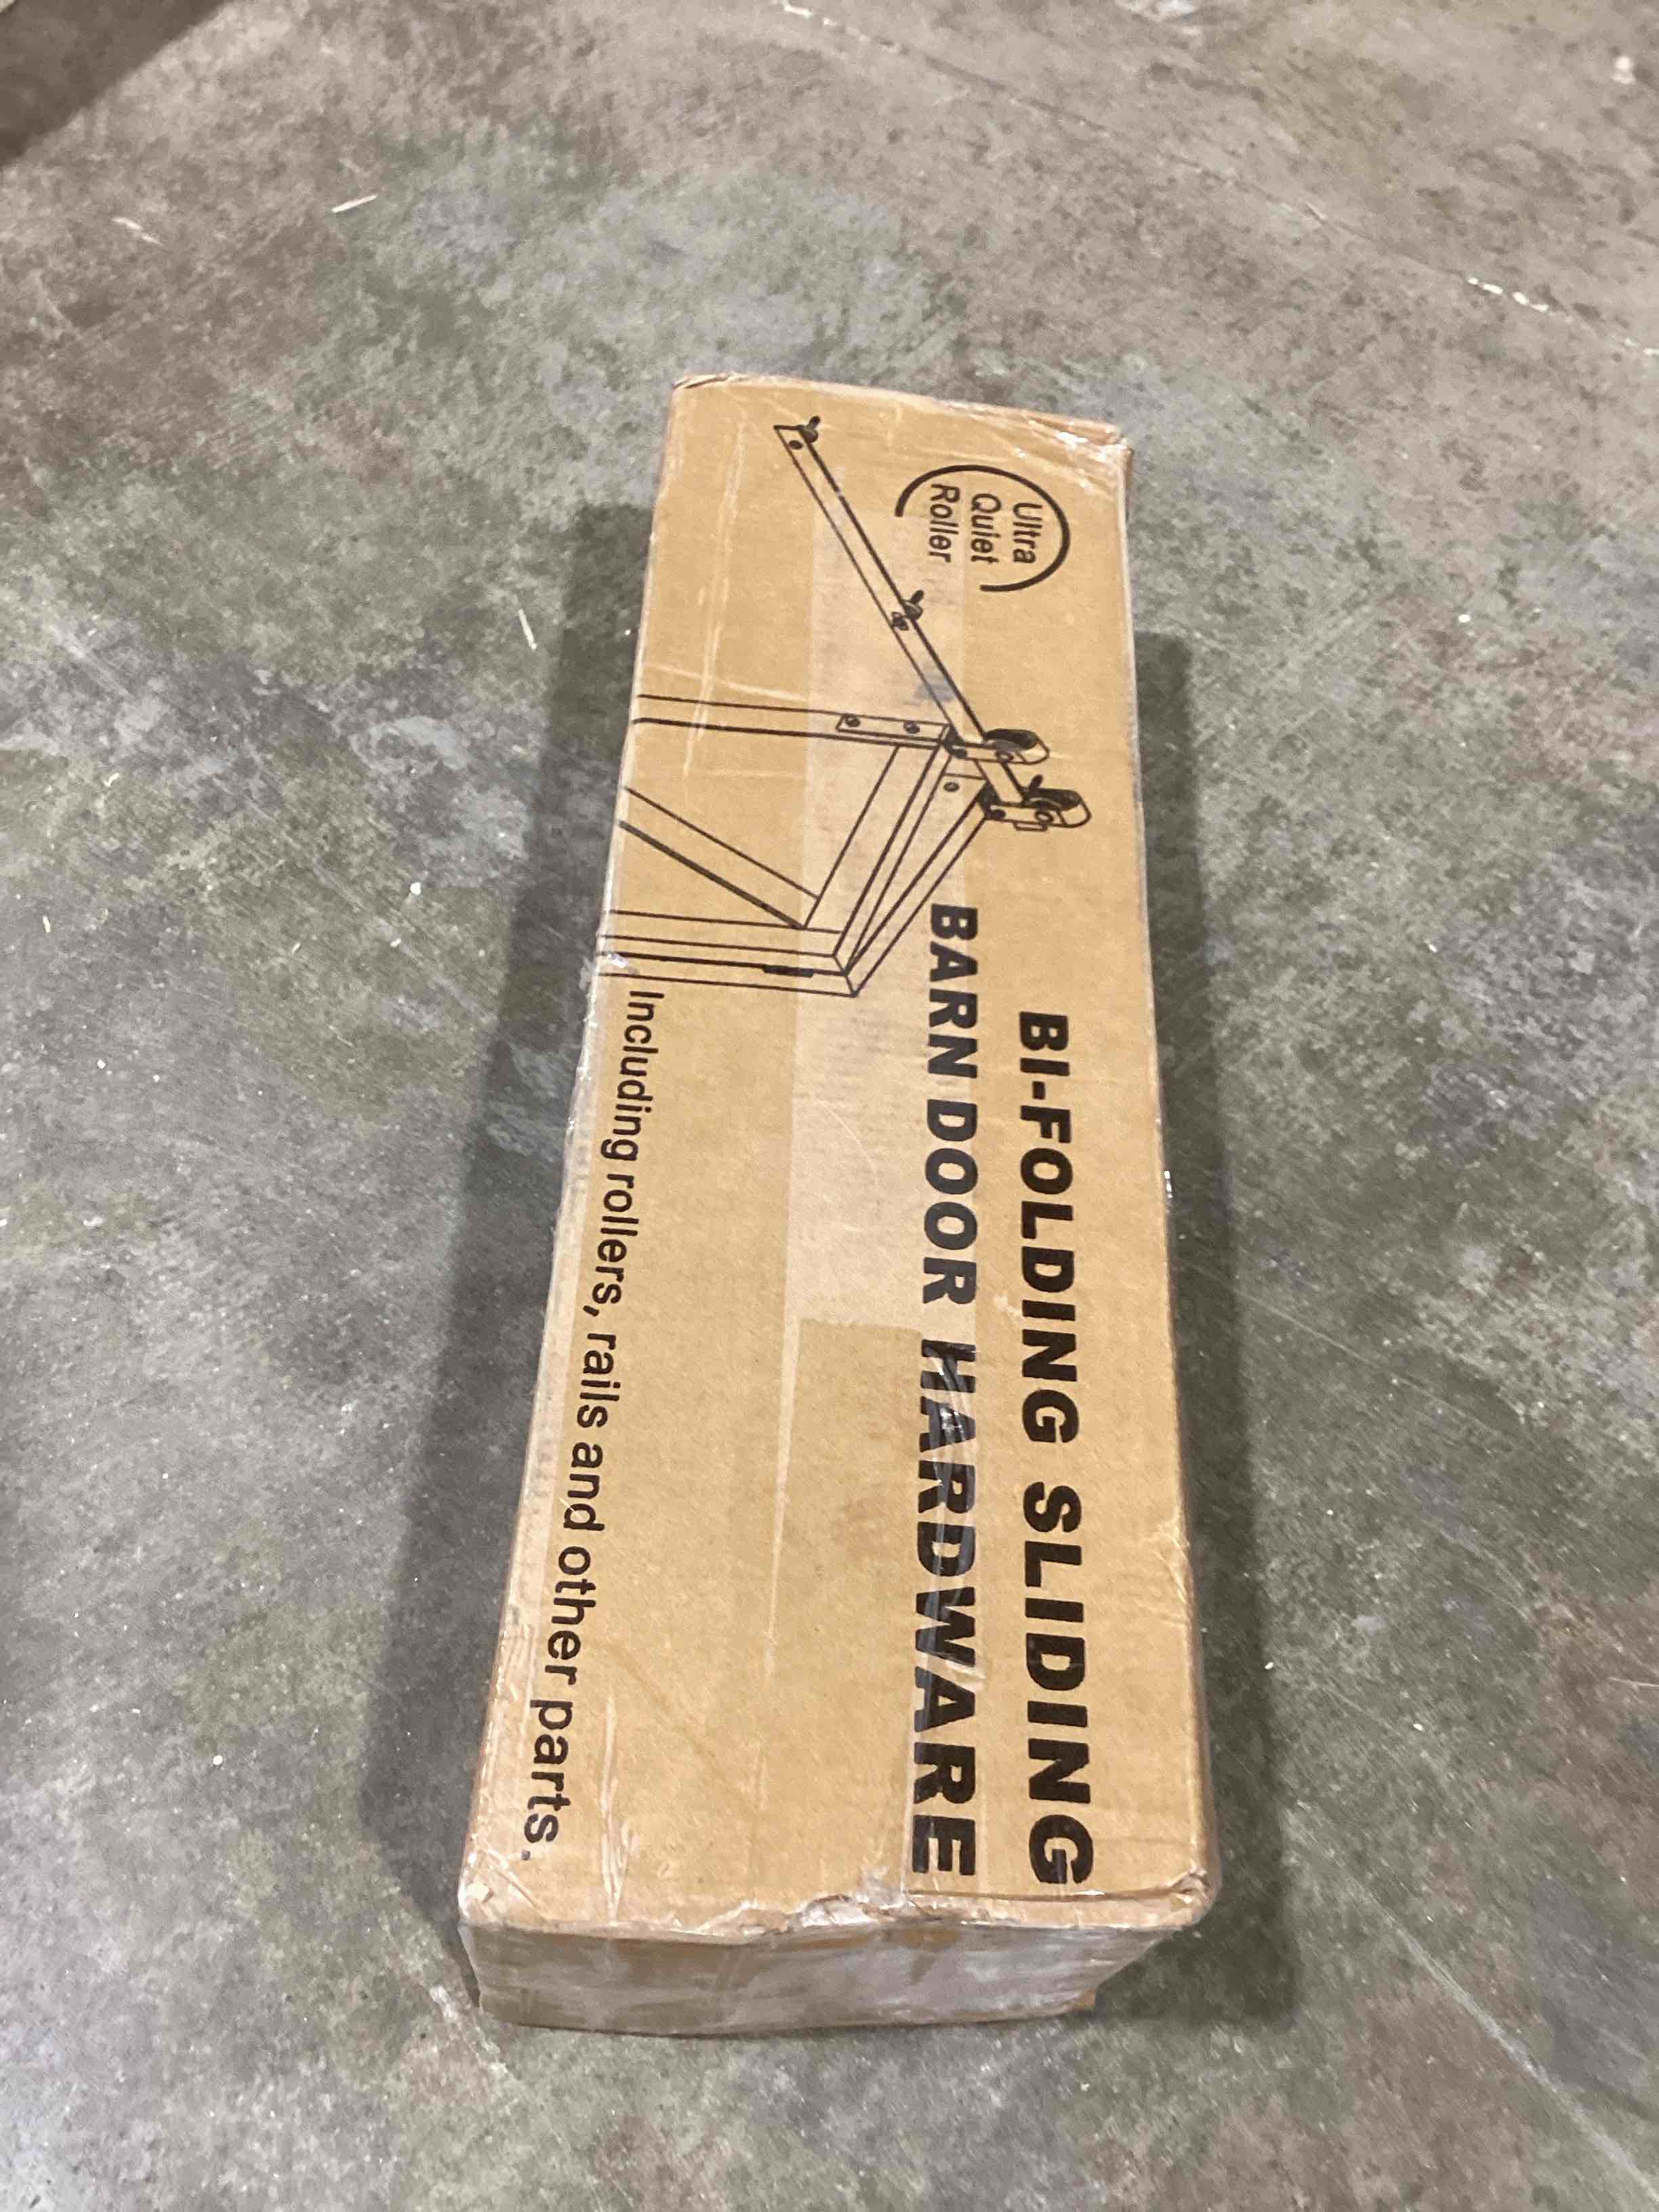 Ultra
Quiet
Roller
BI-FOLDING SLIDING
BARN DOOR HARDWARE
Including rollers, rails and other parts.